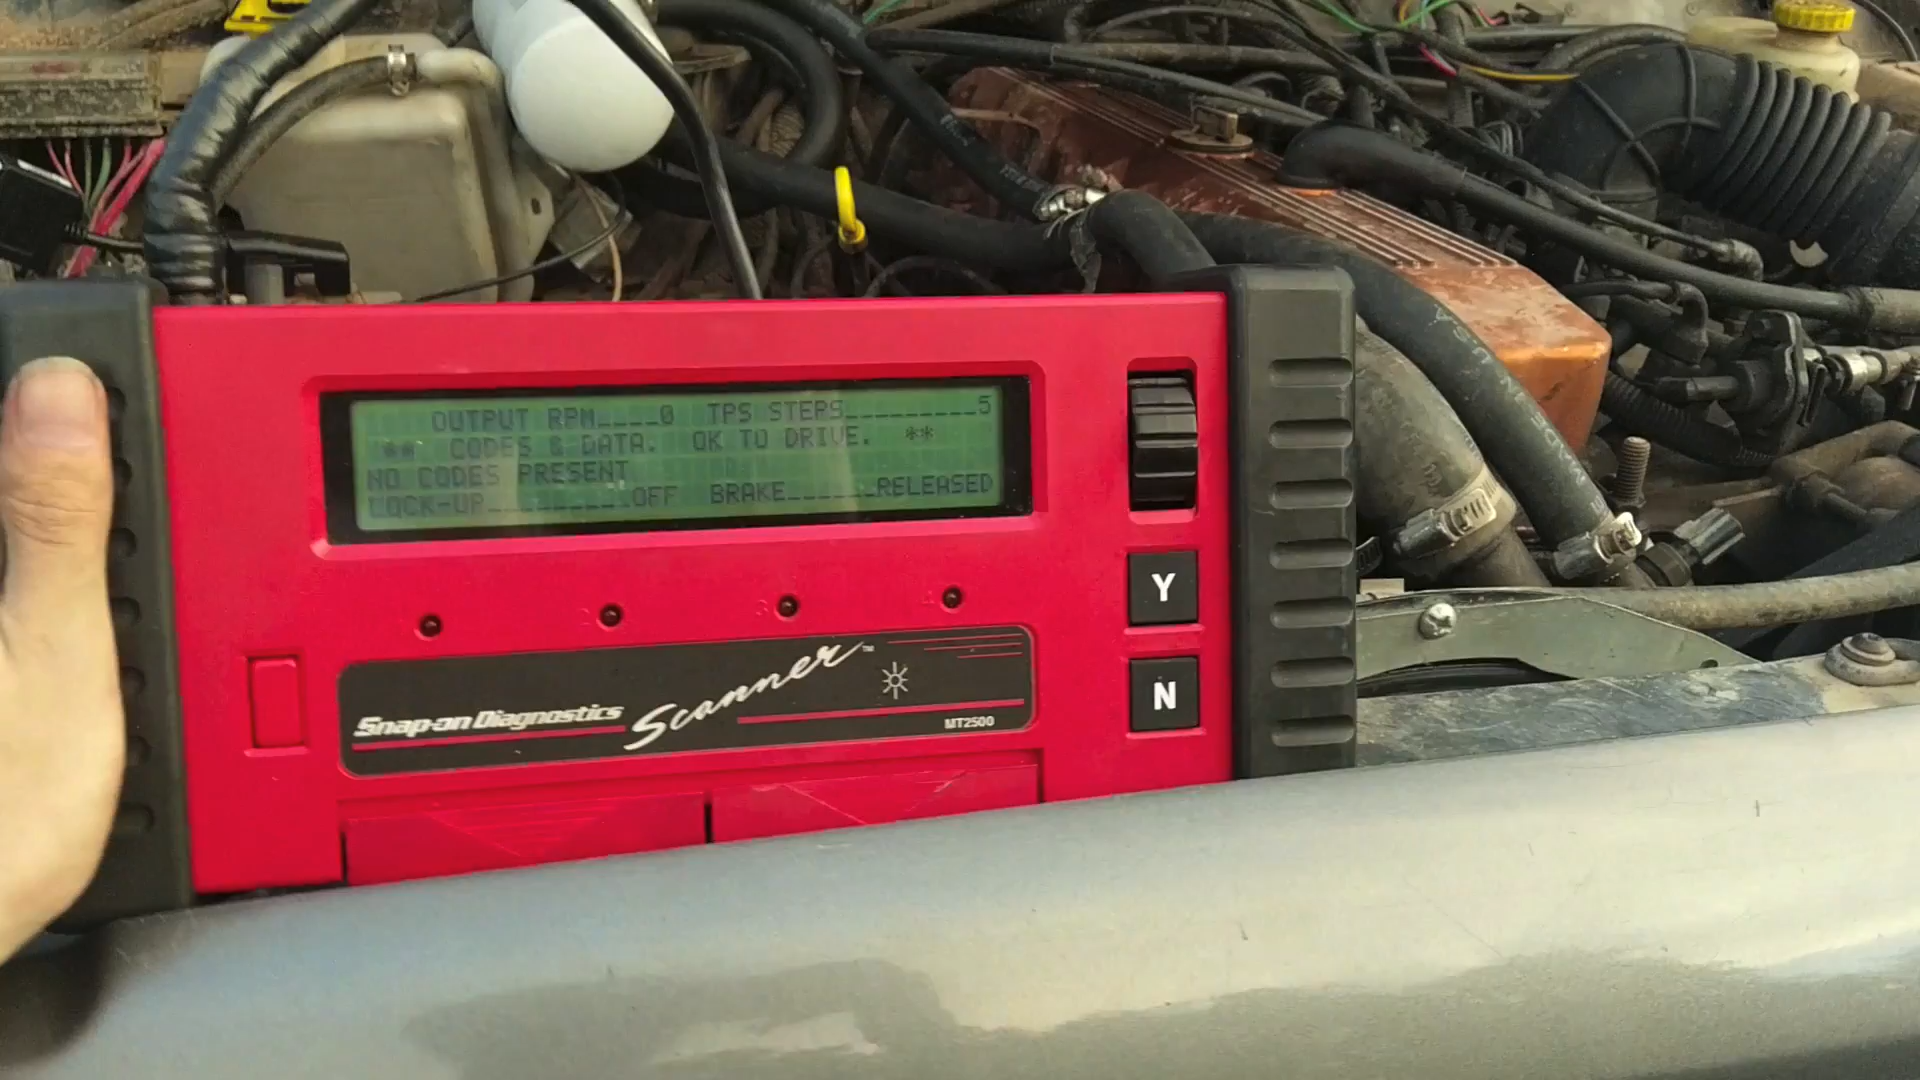 OUTPUT RPM____0 TPS STEPS_________5
** CODES & DATA. OK TO DRIVE. **
NO CODES PRESENT
LOCK-UP_________OFF BRAKE______RELEASED
Y
N
Snap-on Diagnostics Scanner™
MT2500